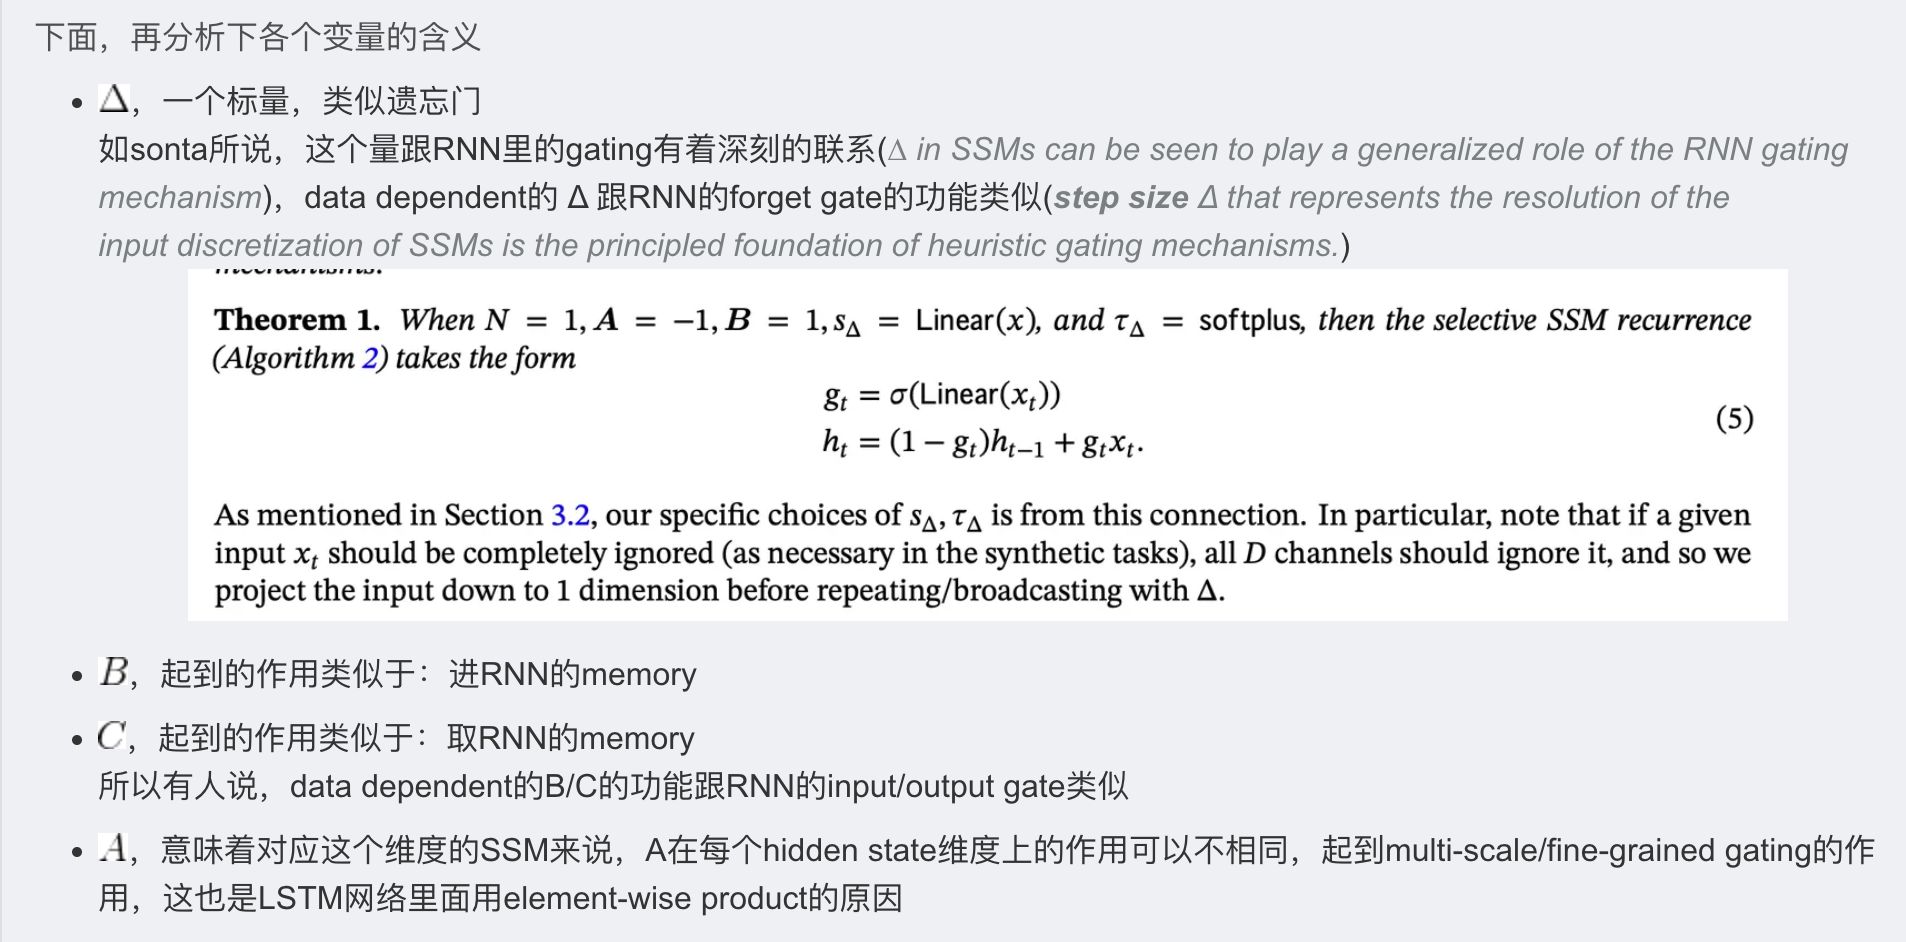 下面，再分析下各个变量的含义
• Δ，一个标量，类似遗忘门
如sonta所说，这个量跟RNN里的gating有着深刻的联系(Δ in SSMs can be seen to play a generalized role of the RNN gating
mechanism)，data dependent的 Δ 跟RNN的forget gate的功能类似(step size Δ that represents the resolution of the
input discretization of SSMs is the principled foundation of heuristic gating mechanisms.)
mechanisms.
Theorem 1. When N = 1, A = −1, B = 1, s_Δ = Linear(x), and τ_Δ = softplus, then the selective SSM recurrence
(Algorithm 2) takes the form
g_t = σ(Linear(x_t))
h_t = (1 − g_t)h_{t−1} + g_t x_t.
(5)
As mentioned in Section 3.2, our specific choices of s_Δ, τ_Δ is from this connection. In particular, note that if a given
input x_t should be completely ignored (as necessary in the synthetic tasks), all D channels should ignore it, and so we
project the input down to 1 dimension before repeating/broadcasting with Δ.
• B，起到的作用类似于：进RNN的memory
• C，起到的作用类似于：取RNN的memory
所以有人说，data dependent的B/C的功能跟RNN的input/output gate类似
• A，意味着对应这个维度的SSM来说，A在每个hidden state维度上的作用可以不相同，起到multi-scale/fine-grained gating的作
用，这也是LSTM网络里面用element-wise product的原因